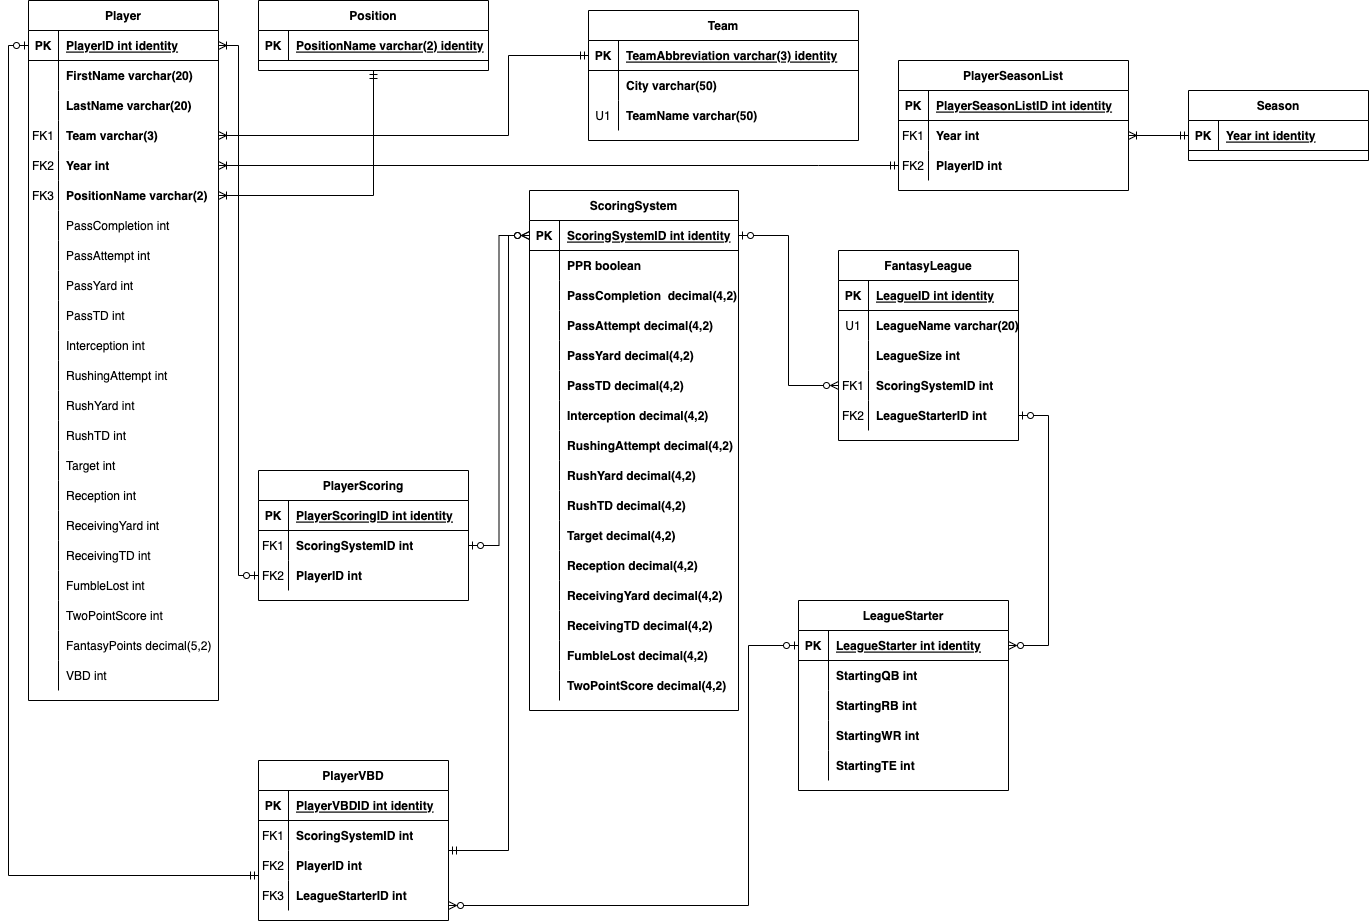 Player
PK PlayerID int identity
FirstName varchar(20)
LastName varchar(20)
FK1 Team varchar(3)
FK2 Year int
FK3 PositionName varchar(2)
PassCompletion int
PassAttempt int
PassYard int
PassTD int
Interception int
RushingAttempt int
RushYard int
RushTD int
Target int
Reception int
ReceivingYard int
ReceivingTD int
FumbleLost int
TwoPointScore int
FantasyPoints decimal(5,2)
VBD int
Position
PK PositionName varchar(2) identity
Team
PK TeamAbbreviation varchar(3) identity
City varchar(50)
U1 TeamName varchar(50)
PlayerSeasonList
PK PlayerSeasonListID int identity
FK1 Year int
FK2 PlayerID int
Season
PK Year int identity
ScoringSystem
PK ScoringSystemID int identity
PPR boolean
PassCompletion  decimal(4,2)
PassAttempt decimal(4,2)
PassYard decimal(4,2)
PassTD decimal(4,2)
Interception decimal(4,2)
RushingAttempt decimal(4,2)
RushYard decimal(4,2)
RushTD decimal(4,2)
Target decimal(4,2)
Reception decimal(4,2)
ReceivingYard decimal(4,2)
ReceivingTD decimal(4,2)
FumbleLost decimal(4,2)
TwoPointScore decimal(4,2)
FantasyLeague
PK LeagueID int identity
U1 LeagueName varchar(20)
LeagueSize int
FK1 ScoringSystemID int
FK2 LeagueStarterID int
PlayerScoring
PK PlayerScoringID int identity
FK1 ScoringSystemID int
FK2 PlayerID int
LeagueStarter
PK LeagueStarter int identity
StartingQB int
StartingRB int
StartingWR int
StartingTE int
PlayerVBD
PK PlayerVBDID int identity
FK1 ScoringSystemID int
FK2 PlayerID int
FK3 LeagueStarterID int